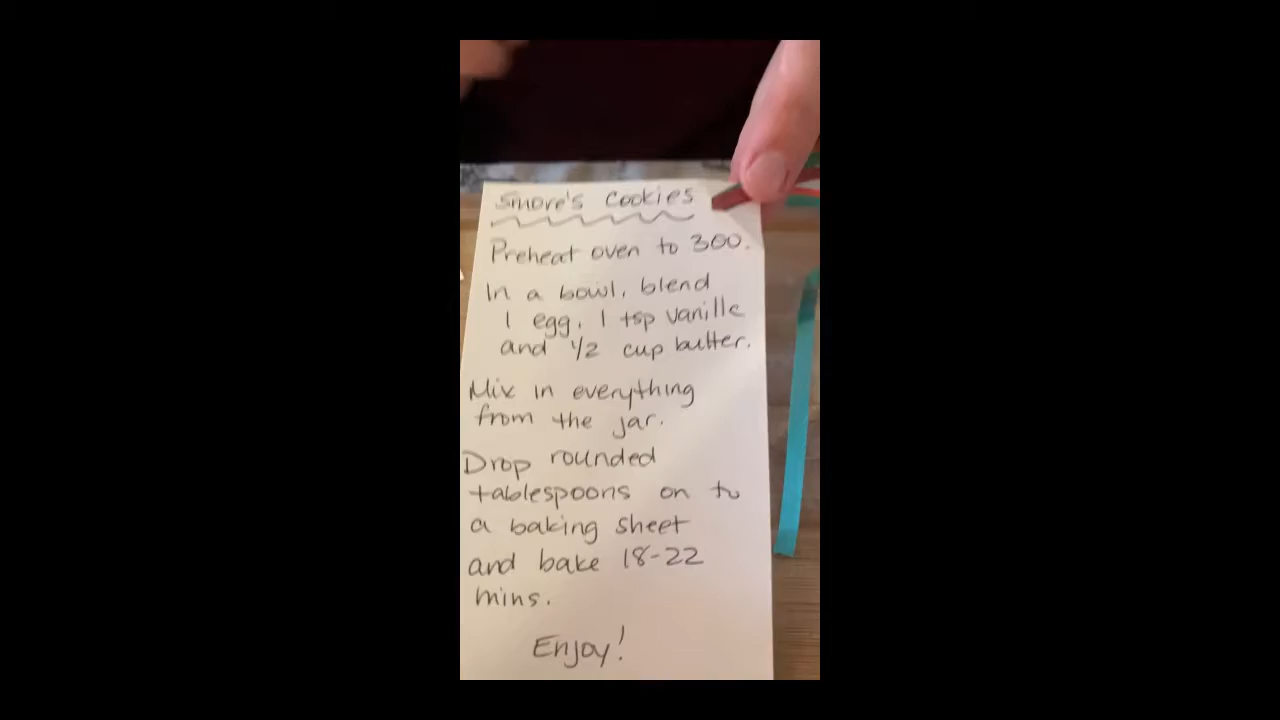 Smore's Cookies
Preheat oven to 300.
In a bowl, blend
1 egg, 1 tsp vanilla
and 1/2 cup butter.
Mix in everything
from the jar.
Drop rounded
tablespoons on to
a baking sheet
and bake 18-22
mins.
Enjoy!